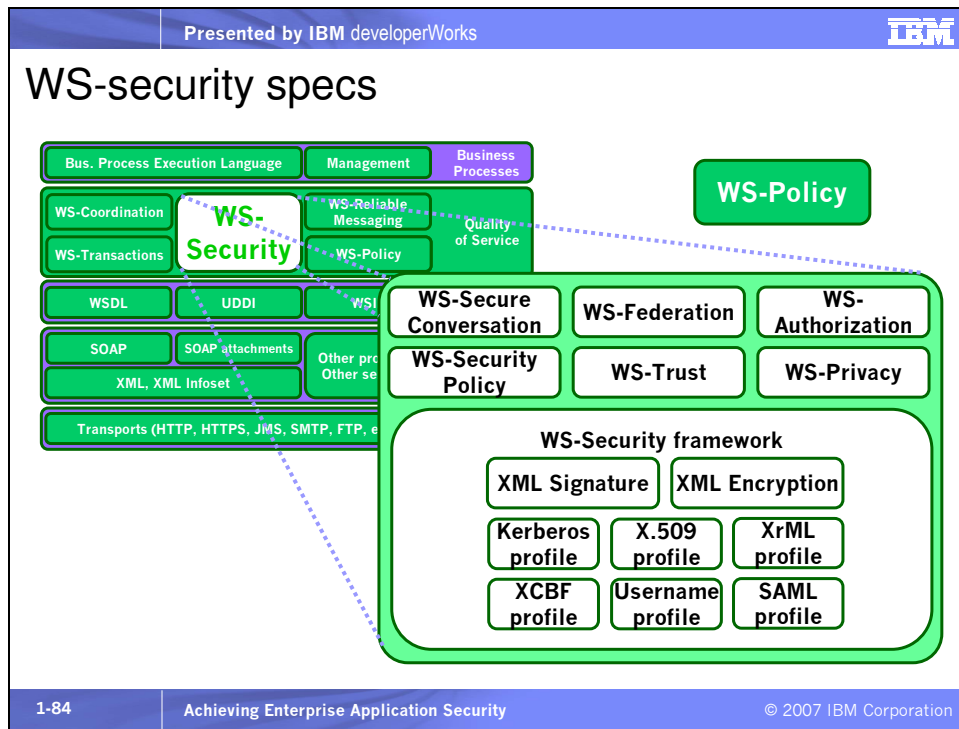 Presented by IBM developerWorks
IBM
WS-security specs
Bus. Process Execution Language
Management
Business
Processes
WS-Coordination
WS-Transactions
WS-
Security
WS-Reliable
Messaging
WS-Policy
Quality
of Service
WSDL
UDDI
WSI
SOAP
SOAP attachments
XML, XML Infoset
Other pro
Other se
Transports (HTTP, HTTPS, JMS, SMTP, FTP, e
WS-Policy
WS-Secure
Conversation
WS-Federation
WS-
Authorization
WS-Security
Policy
WS-Trust
WS-Privacy
WS-Security framework
XML Signature
XML Encryption
Kerberos
profile
X.509
profile
XrML
profile
XCBF
profile
Username
profile
SAML
profile
1-84
Achieving Enterprise Application Security
© 2007 IBM Corporation